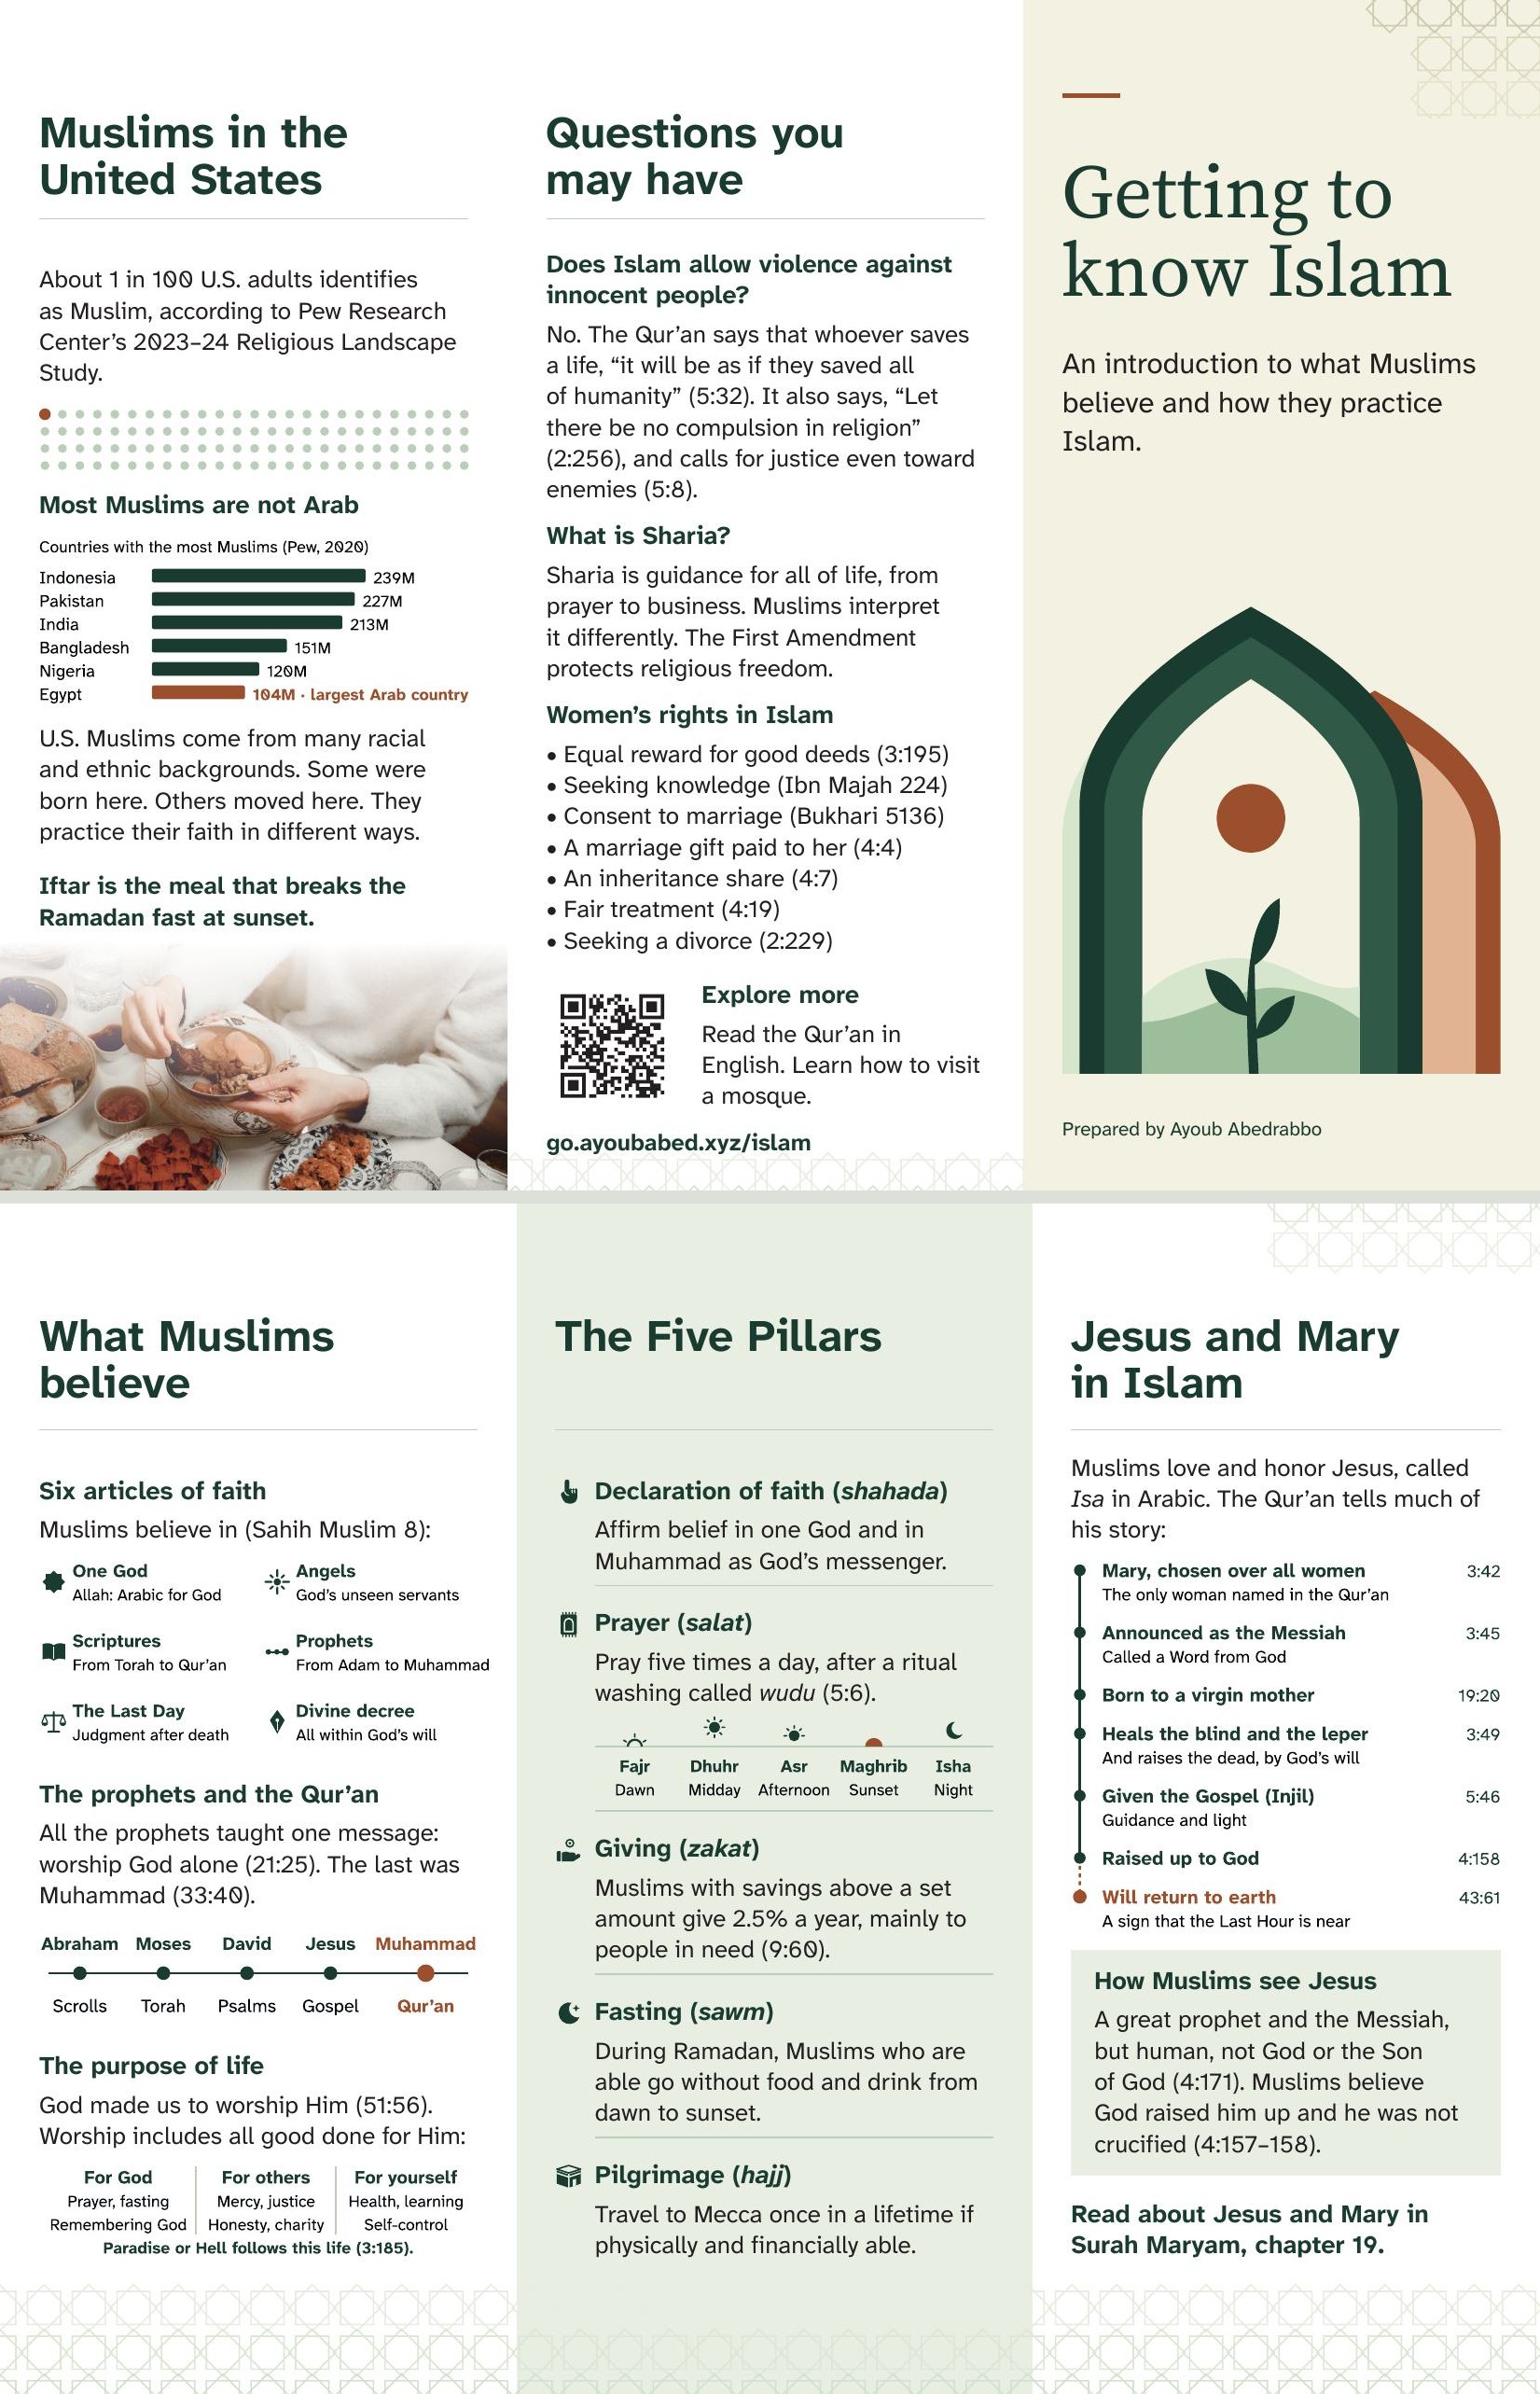 Muslims in the
United States
About 1 in 100 U.S. adults identifies
as Muslim, according to Pew Research
Center's 2023–24 Religious Landscape
Study.
Most Muslims are not Arab
Countries with the most Muslims (Pew, 2020)
Indonesia 239M
Pakistan 227M
India 213M
Bangladesh 151M
Nigeria 120M
Egypt 104M · largest Arab country
U.S. Muslims come from many racial
and ethnic backgrounds. Some were
born here. Others moved here. They
practice their faith in different ways.
Iftar is the meal that breaks the
Ramadan fast at sunset.
Questions you
may have
Does Islam allow violence against
innocent people?
No. The Qur'an says that whoever saves
a life, “it will be as if they saved all
of humanity” (5:32). It also says, “Let
there be no compulsion in religion”
(2:256), and calls for justice even toward
enemies (5:8).
What is Sharia?
Sharia is guidance for all of life, from
prayer to business. Muslims interpret
it differently. The First Amendment
protects religious freedom.
Women's rights in Islam
• Equal reward for good deeds (3:195)
• Seeking knowledge (Ibn Majah 224)
• Consent to marriage (Bukhari 5136)
• A marriage gift paid to her (4:4)
• An inheritance share (4:7)
• Fair treatment (4:19)
• Seeking a divorce (2:229)
Explore more
Read the Qur'an in
English. Learn how to visit
a mosque.
go.ayoubabed.xyz/islam
Getting to
know Islam
An introduction to what Muslims
believe and how they practice
Islam.
Prepared by Ayoub Abedrabbo
What Muslims
believe
Six articles of faith
Muslims believe in (Sahih Muslim 8):
One God
Allah: Arabic for God
Angels
God's unseen servants
Scriptures
From Torah to Qur'an
Prophets
From Adam to Muhammad
The Last Day
Judgment after death
Divine decree
All within God's will
The prophets and the Qur'an
All the prophets taught one message:
worship God alone (21:25). The last was
Muhammad (33:40).
Abraham Moses David Jesus Muhammad
Scrolls Torah Psalms Gospel Qur'an
The purpose of life
God made us to worship Him (51:56).
Worship includes all good done for Him:
For God For others For yourself
Prayer, fasting Mercy, justice Health, learning
Remembering God Honesty, charity Self-control
Paradise or Hell follows this life (3:185).
The Five Pillars
Declaration of faith (shahada)
Affirm belief in one God and in
Muhammad as God's messenger.
Prayer (salat)
Pray five times a day, after a ritual
washing called wudu (5:6).
Fajr Dhuhr Asr Maghrib Isha
Dawn Midday Afternoon Sunset Night
Giving (zakat)
Muslims with savings above a set
amount give 2.5% a year, mainly to
people in need (9:60).
Fasting (sawm)
During Ramadan, Muslims who are
able go without food and drink from
dawn to sunset.
Pilgrimage (hajj)
Travel to Mecca once in a lifetime if
physically and financially able.
Jesus and Mary
in Islam
Muslims love and honor Jesus, called
Isa in Arabic. The Qur'an tells much of
his story:
Mary, chosen over all women 3:42
The only woman named in the Qur'an
Announced as the Messiah 3:45
Called a Word from God
Born to a virgin mother 19:20
Heals the blind and the leper 3:49
And raises the dead, by God's will
Given the Gospel (Injil) 5:46
Guidance and light
Raised up to God 4:158
Will return to earth 43:61
A sign that the Last Hour is near
How Muslims see Jesus
A great prophet and the Messiah,
but human, not God or the Son
of God (4:171). Muslims believe
God raised him up and he was not
crucified (4:157–158).
Read about Jesus and Mary in
Surah Maryam, chapter 19.